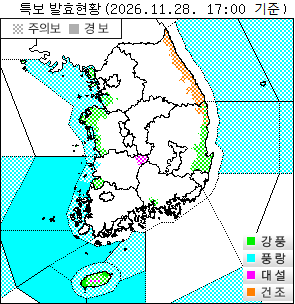 특보 발효현황(2026.11.28. 17:00 기준)
주의보 경보
강풍
풍랑
대설
건조